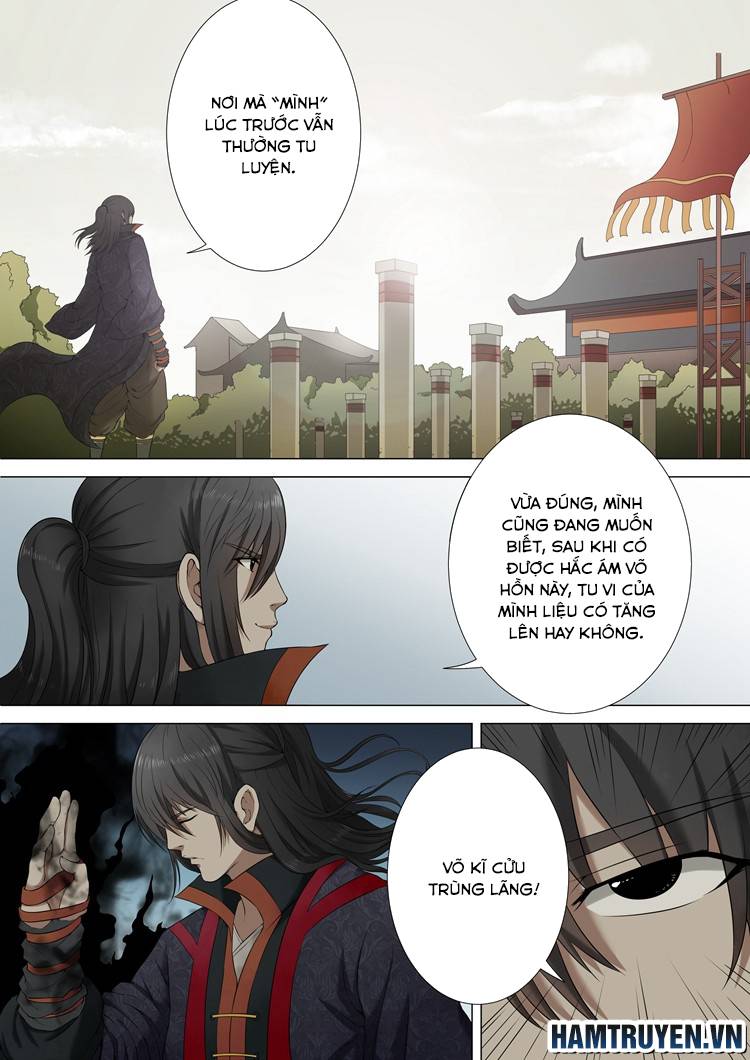 NƠI MÀ "MÌNH"
LÚC TRƯỚC VẪN
THƯỜNG TU
LUYỆN.
VỪA ĐÚNG, MÌNH
CŨNG ĐANG MUỐN
BIẾT, SAU KHI CÓ
ĐƯỢC HẮC ÁM VÕ
HỒN NÀY, TU VI CỦA
MÌNH LIỆU CÓ TĂNG
LÊN HAY KHÔNG.
VÕ KĨ CỬU
TRÙNG LÃNG!
HAMTRUYEN.VN